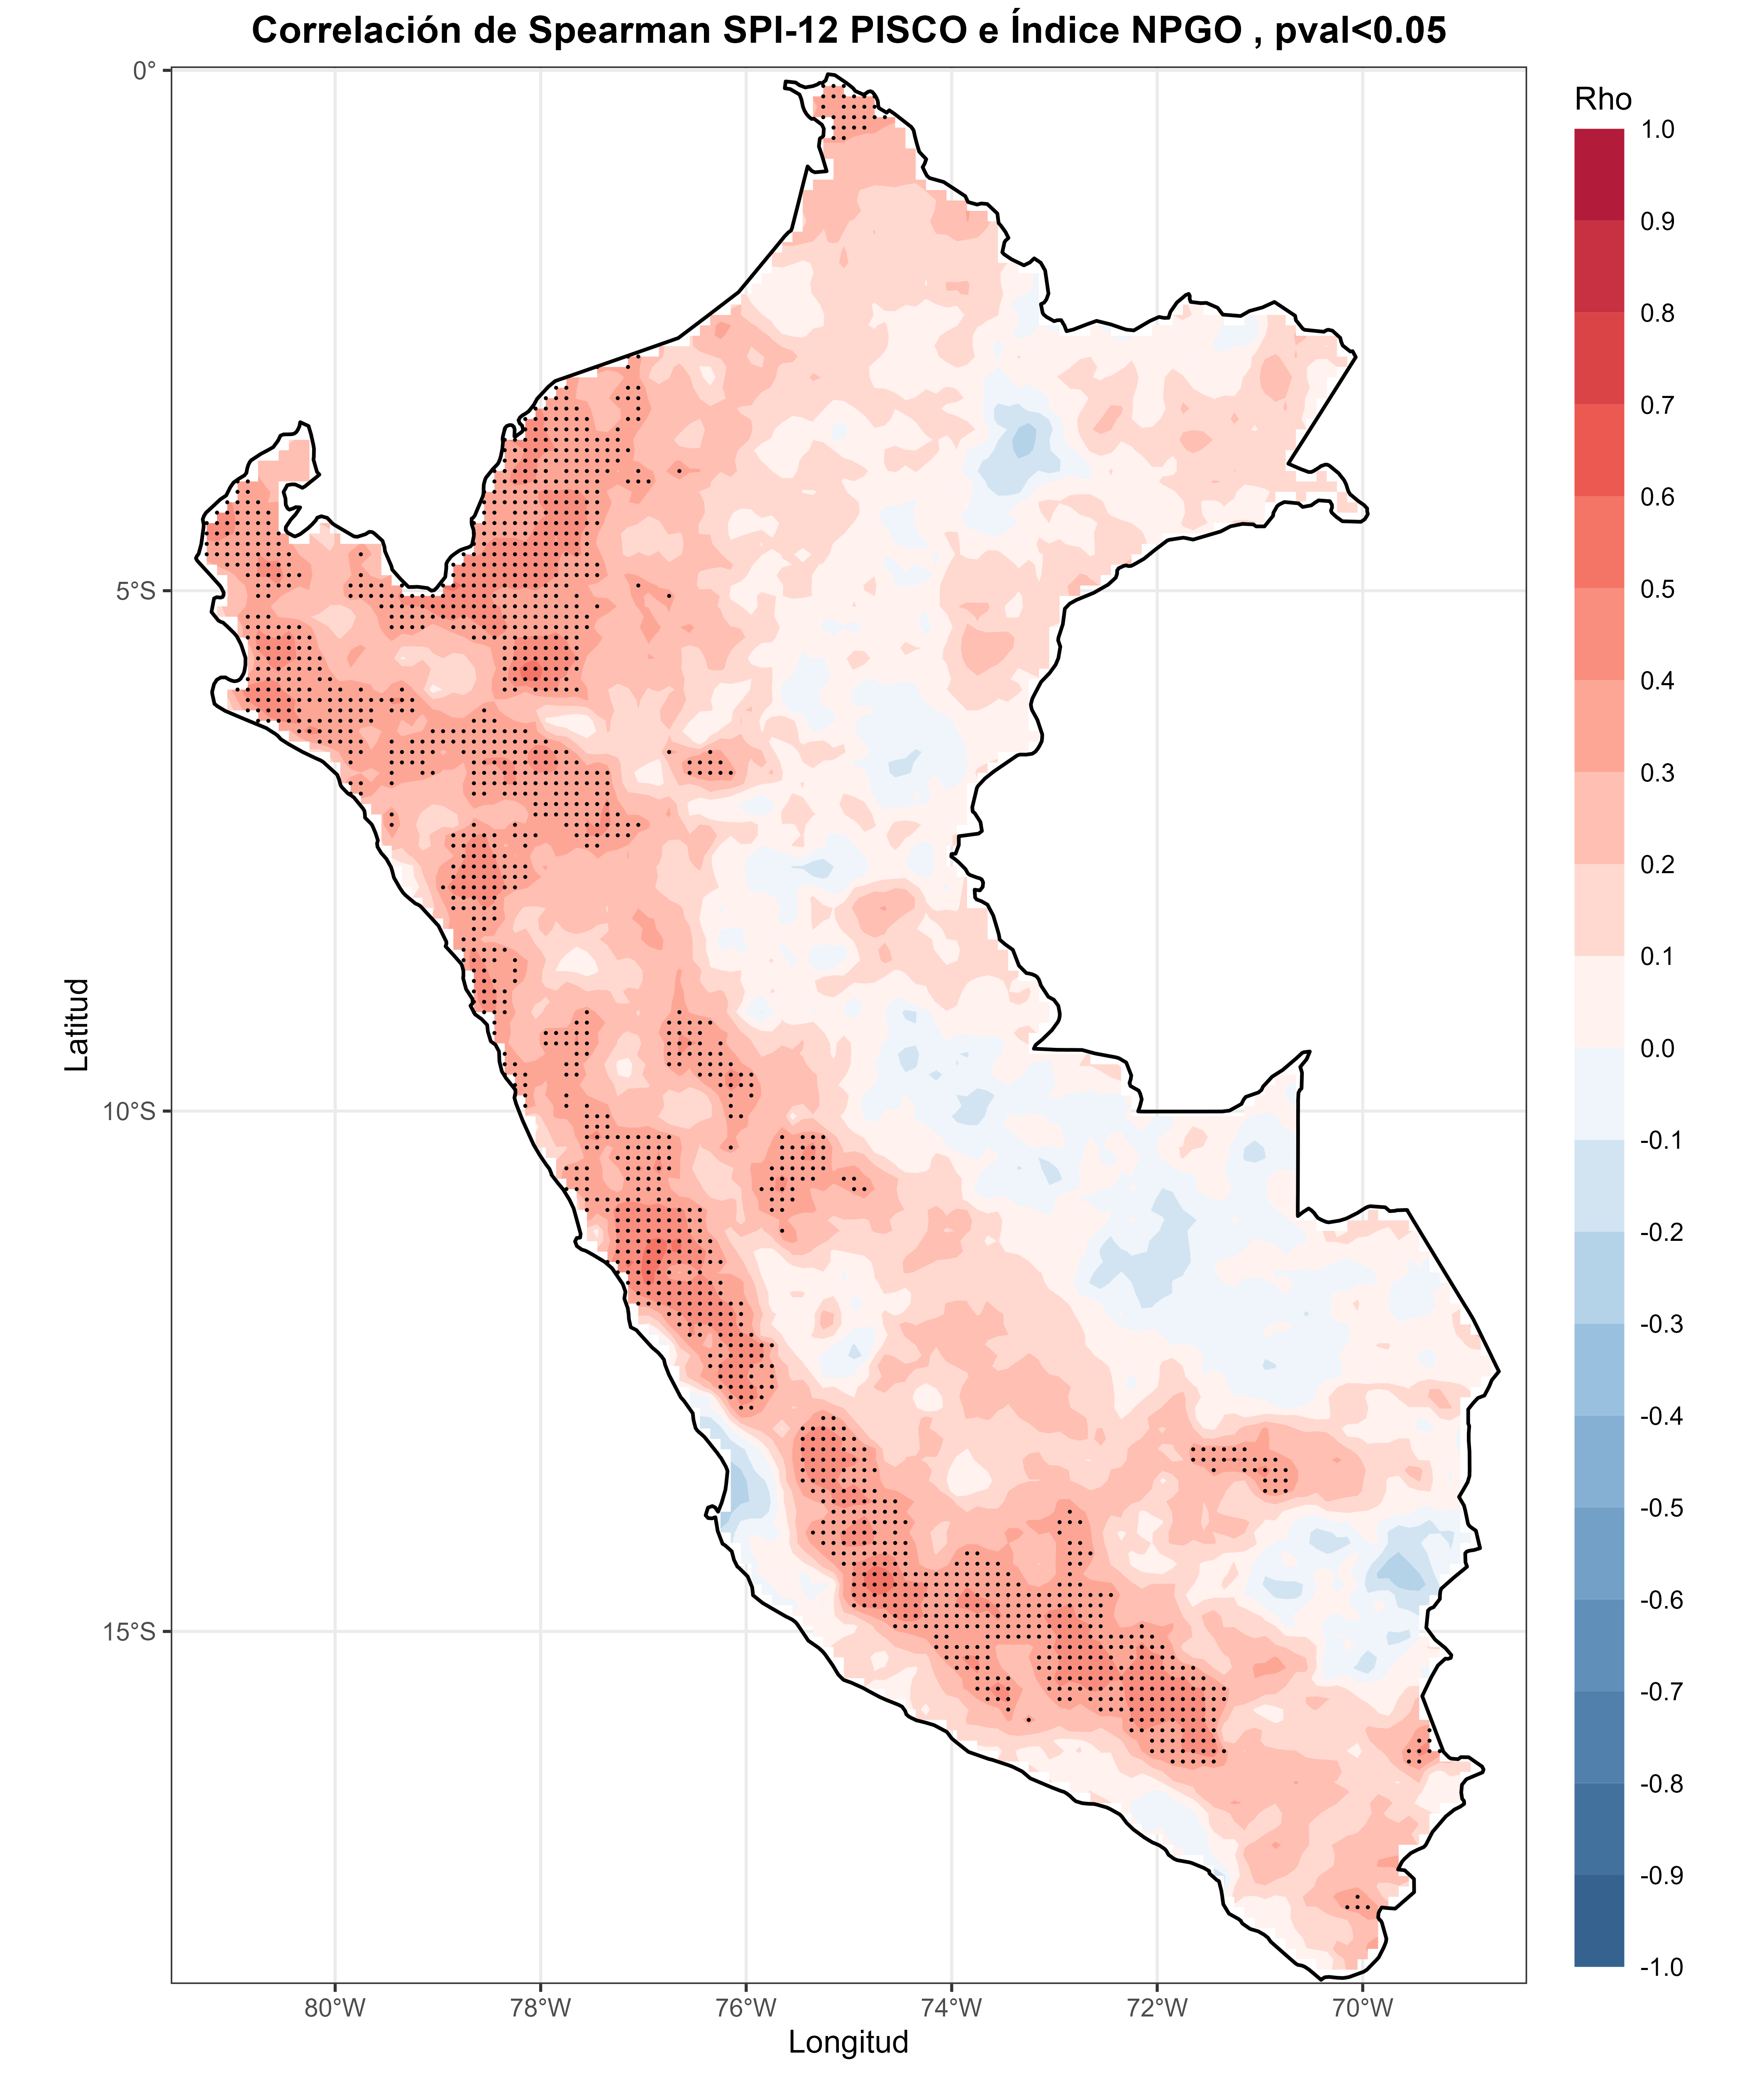 Correlación de Spearman SPI-12 PISCO e Índice NPGO , pval<0.05
Rho
1.0
0.9
0.8
0.7
0.6
0.5
0.4
0.3
0.2
0.1
0.0
-0.1
-0.2
-0.3
-0.4
-0.5
-0.6
-0.7
-0.8
-0.9
-1.0
Latitud
0°
5°S
10°S
15°S
80°W
78°W
76°W
74°W
72°W
70°W
Longitud